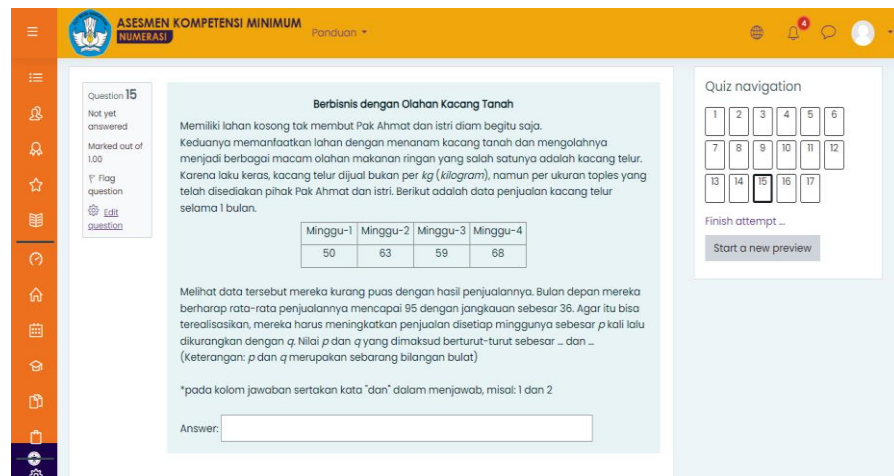 ASESMEN KOMPETENSI MINIMUM
NUMERASI
Panduan
4
Question 15
Not yet
answered
Marked out of
1.00
Flag
question
Edit
question
Berbisnis dengan Olahan Kacang Tanah
Memiliki lahan kosong tak membut Pak Ahmat dan istri diam begitu saja.
Keduanya memanfaatkan lahan dengan menanam kacang tanah dan mengolahnya
menjadi berbagai macam olahan makanan ringan yang salah satunya adalah kacang telur.
Karena laku keras, kacang telur dijual bukan per kg (kilogram), namun per ukuran toples yang
telah disediakan pihak Pak Ahmat dan istri. Berikut adalah data penjualan kacang telur
selama 1 bulan.
Minggu-1 Minggu-2 Minggu-3 Minggu-4
50 63 59 68
Melihat data tersebut mereka kurang puas dengan hasil penjualannya. Bulan depan mereka
berharap rata-rata penjualannya mencapai 95 dengan jangkauan sebesar 36. Agar itu bisa
terealisasikan, mereka harus meningkatkan penjualan disetiap minggunya sebesar p kali lalu
dikurangkan dengan q. Nilai p dan q yang dimaksud berturut-turut sebesar ... dan ...
(Keterangan: p dan q merupakan sebarang bilangan bulat)
*pada kolom jawaban sertakan kata "dan" dalam menjawab, misal: 1 dan 2
Answer:
Quiz navigation
1 2 3 4 5 6
7 8 9 10 11 12
13 14 15 16 17
Finish attempt ...
Start a new preview